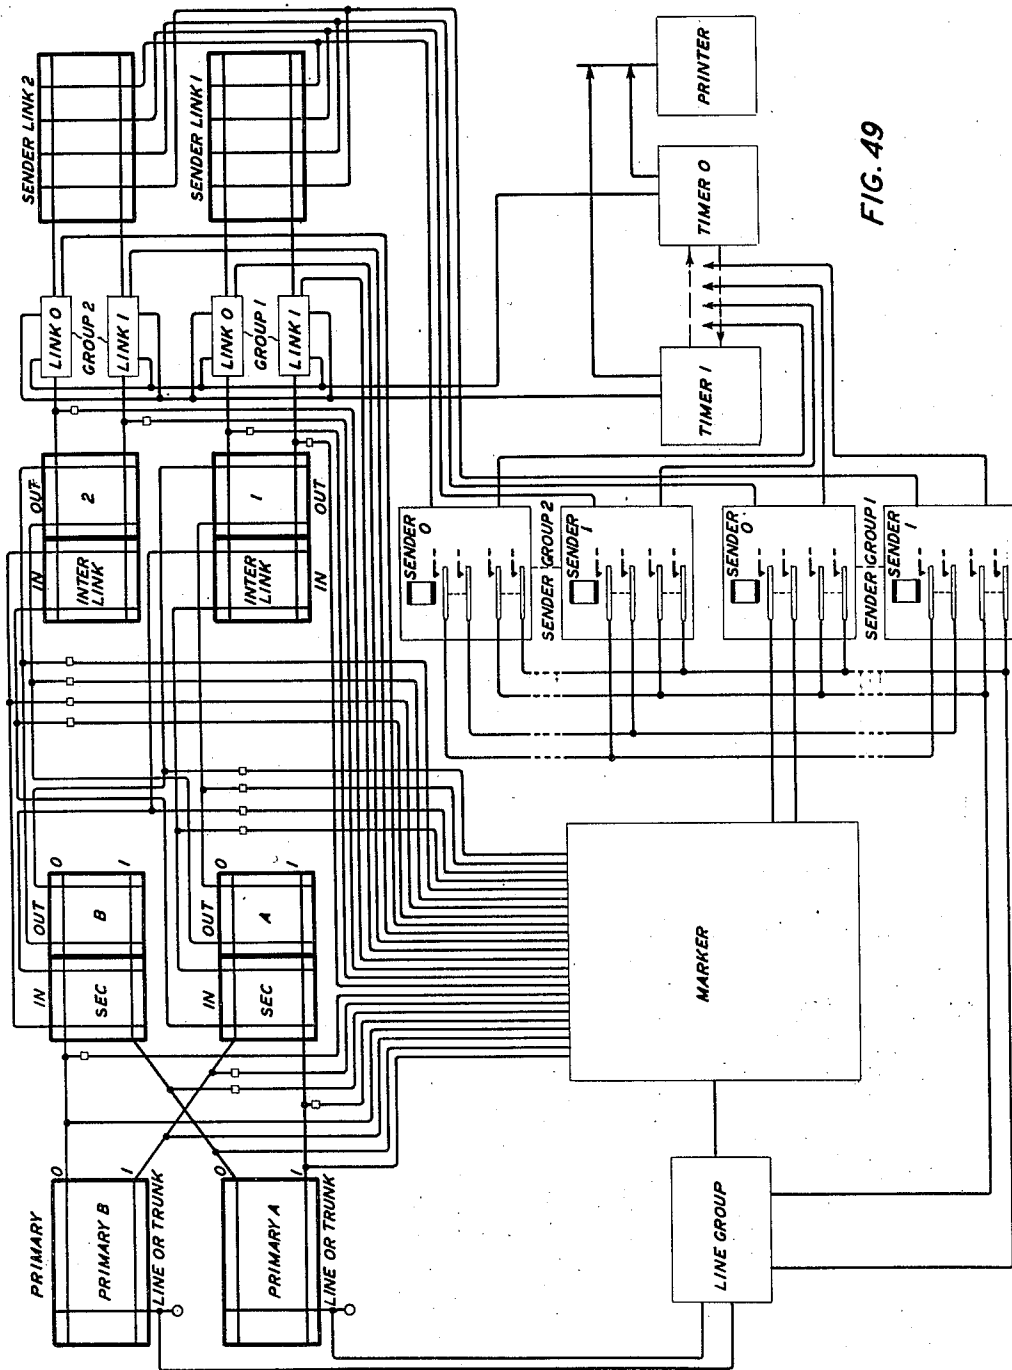 PRIMARY
PRIMARY B
0
1
LINE OR TRUNK
PRIMARY A
0
1
LINE OR TRUNK
IN
OUT
SEC
B
0
1
IN
OUT
SEC
A
0
1
IN
OUT
INTER
LINK
2
INTER
LINK
1
IN
OUT
LINK 0
GROUP 2
LINK 1
LINK 0
GROUP 1
LINK 1
SENDER LINK 2
SENDER LINK 1
LINE GROUP
MARKER
SENDER
0
SENDER GROUP 2
SENDER
1
SENDER
0
SENDER GROUP 1
SENDER
1
TIMER 1
TIMER 0
PRINTER
FIG. 49